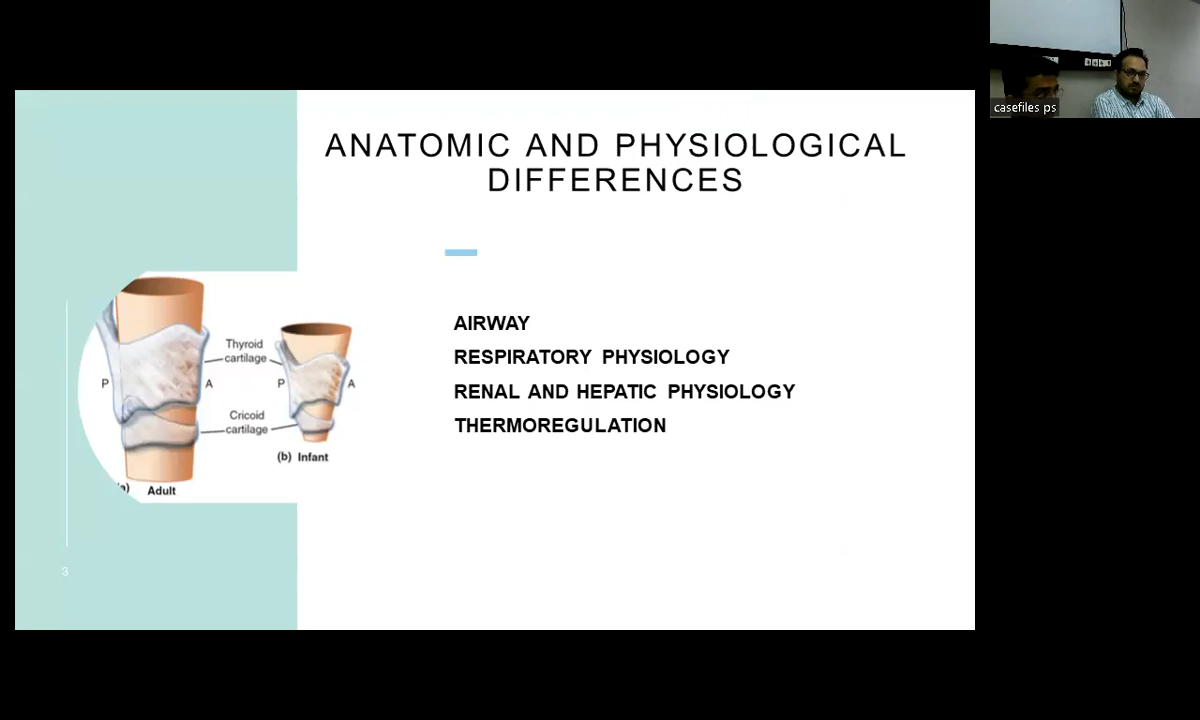 casefiles ps
ANATOMIC AND PHYSIOLOGICAL
DIFFERENCES
AIRWAY
RESPIRATORY PHYSIOLOGY
RENAL AND HEPATIC PHYSIOLOGY
THERMOREGULATION
Thyroid
cartilage
P
A
P
A
Cricoid
cartilage
(b) Infant
a) Adult
3